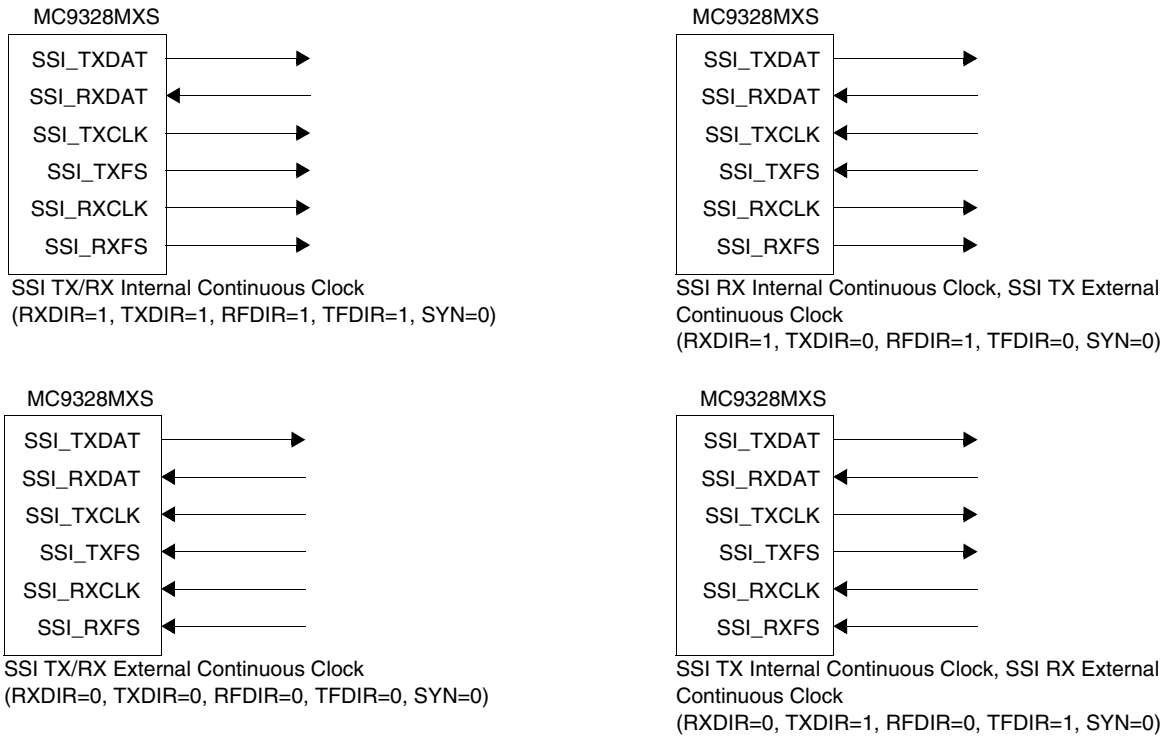 MC9328MXS
SSI_TXDAT
SSI_RXDAT
SSI_TXCLK
SSI_TXFS
SSI_RXCLK
SSI_RXFS
SSI TX/RX Internal Continuous Clock
(RXDIR=1, TXDIR=1, RFDIR=1, TFDIR=1, SYN=0)
MC9328MXS
SSI_TXDAT
SSI_RXDAT
SSI_TXCLK
SSI_TXFS
SSI_RXCLK
SSI_RXFS
SSI RX Internal Continuous Clock, SSI TX External
Continuous Clock
(RXDIR=1, TXDIR=0, RFDIR=1, TFDIR=0, SYN=0)
MC9328MXS
SSI_TXDAT
SSI_RXDAT
SSI_TXCLK
SSI_TXFS
SSI_RXCLK
SSI_RXFS
SSI TX/RX External Continuous Clock
(RXDIR=0, TXDIR=0, RFDIR=0, TFDIR=0, SYN=0)
MC9328MXS
SSI_TXDAT
SSI_RXDAT
SSI_TXCLK
SSI_TXFS
SSI_RXCLK
SSI_RXFS
SSI TX Internal Continuous Clock, SSI RX External
Continuous Clock
(RXDIR=0, TXDIR=1, RFDIR=0, TFDIR=1, SYN=0)